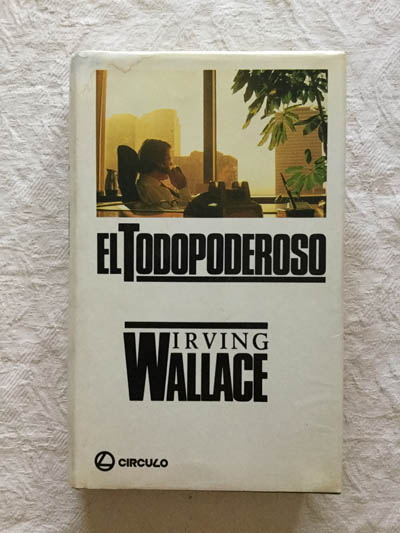 EL TODOPODEROSO
IRVING
WALLACE
CIRCULO